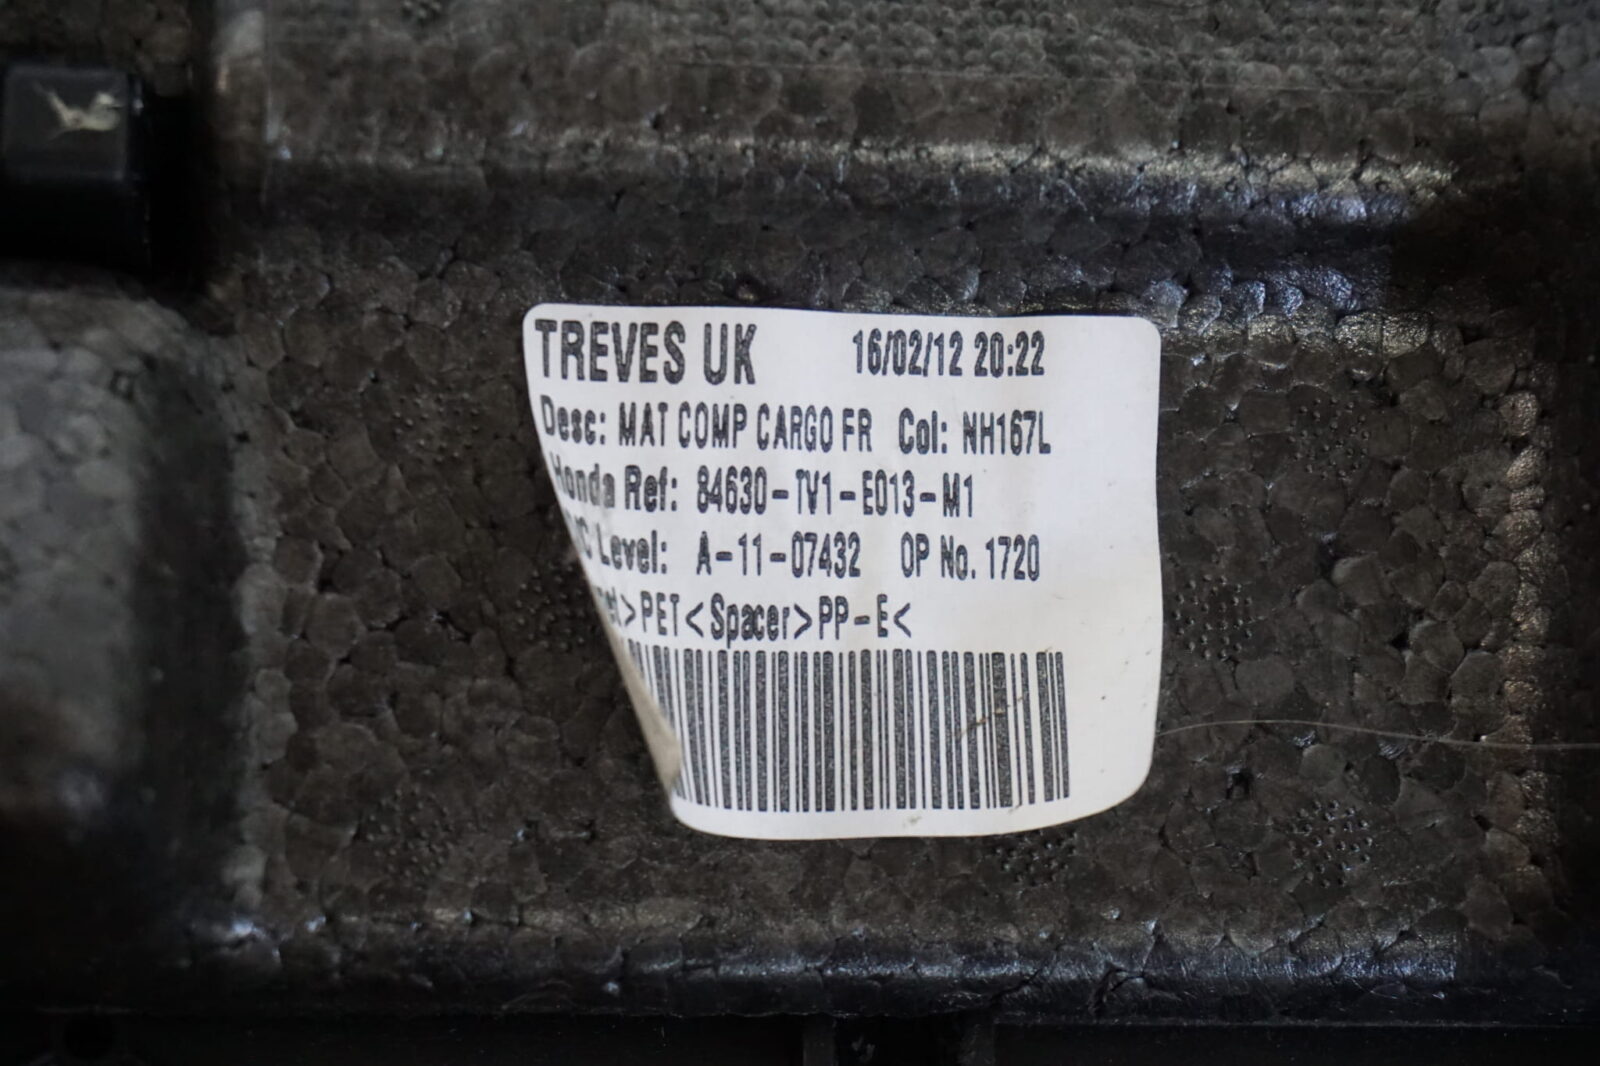 TREVES UK 16/02/12 20:22
Desc: MAT COMP CARGO FR Col: NH167L
Honda Ref: 84630-TV1-E013-M1
Level: A-11-07432 OP No. 1720
>PET<Spacer>PP-E<